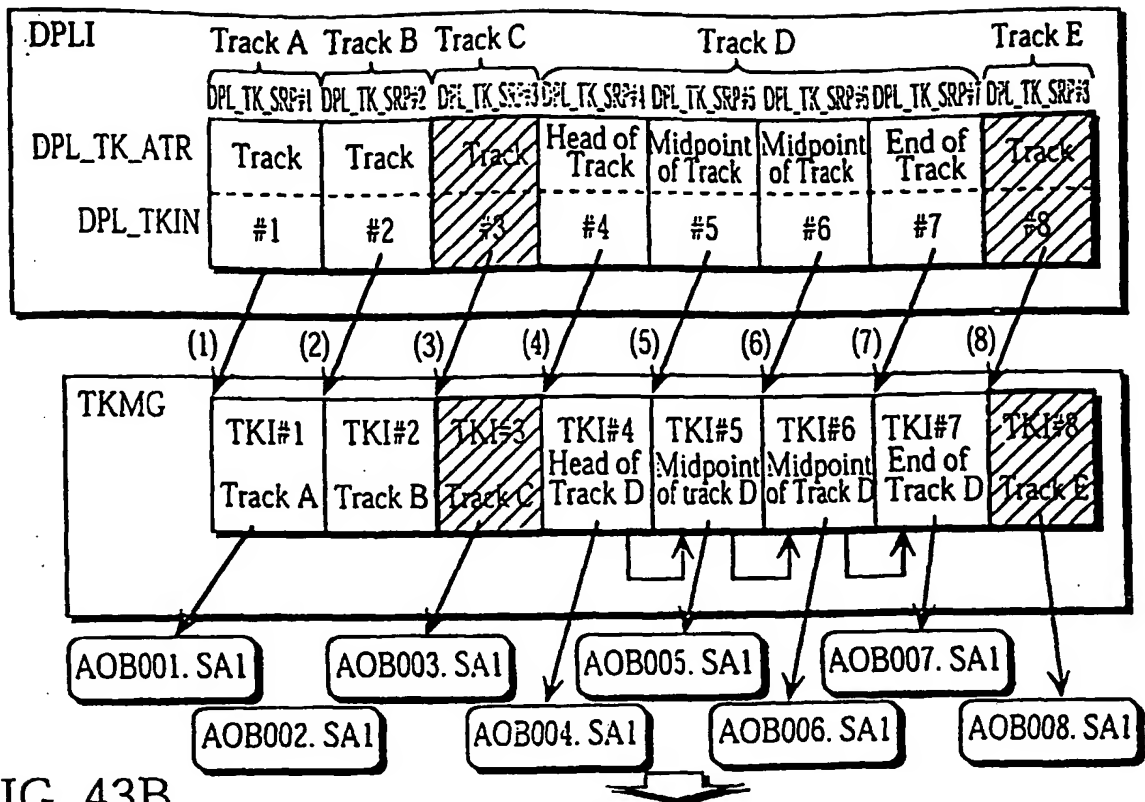 DPLI
Track A Track B Track C Track D Track E
DPL_TK_SRP#1 DPL_TK_SRP#2 DPL_TK_SRP#3 DPL_TK_SRP#4 DPL_TK_SRP#5 DPL_TK_SRP#6 DPL_TK_SRP#7 DPL_TK_SRP#8
DPL_TK_ATR Track Track Track Head of Track Midpoint of Track Midpoint of Track End of Track Track
DPL_TKIN #1 #2 #3 #4 #5 #6 #7 #8
(1) (2) (3) (4) (5) (6) (7) (8)
TKMG
TKI#1 TKI#2 TKI#3 TKI#4 TKI#5 TKI#6 TKI#7 TKI#8
Track A Track B Track C Head of Track D Midpoint of track D Midpoint of Track D End of Track D Track E
AOB001. SA1 AOB003. SA1 AOB005. SA1 AOB007. SA1
AOB002. SA1 AOB004. SA1 AOB006. SA1 AOB008. SA1
IG. 43B